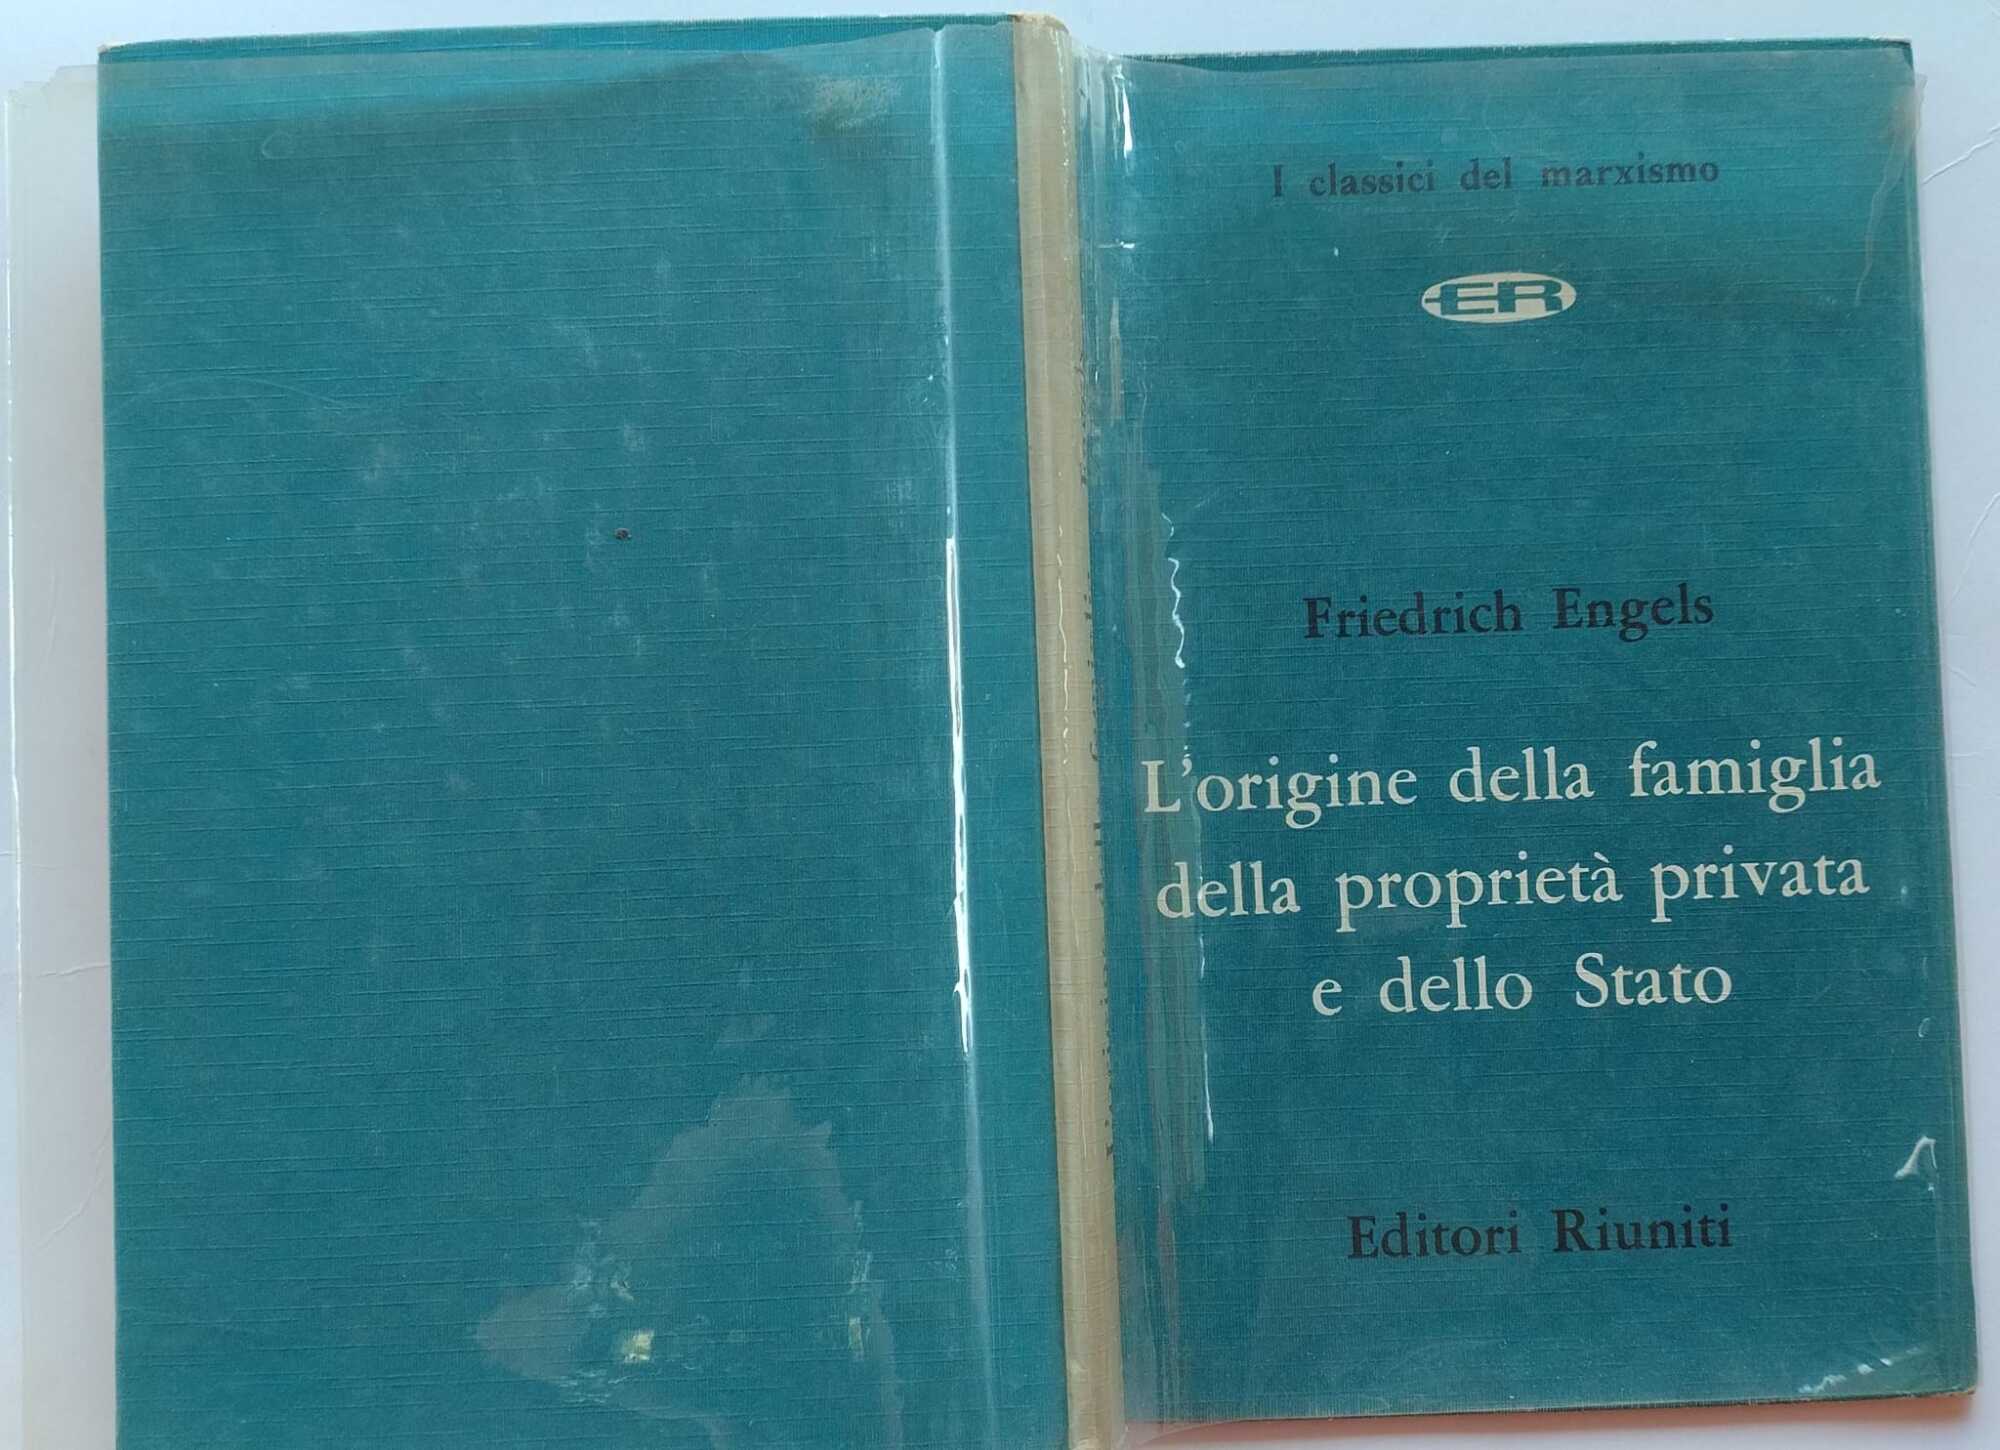 I classici del marxismo
ER
Friedrich Engels
L'origine della famiglia
della proprietà privata
e dello Stato
Editori Riuniti